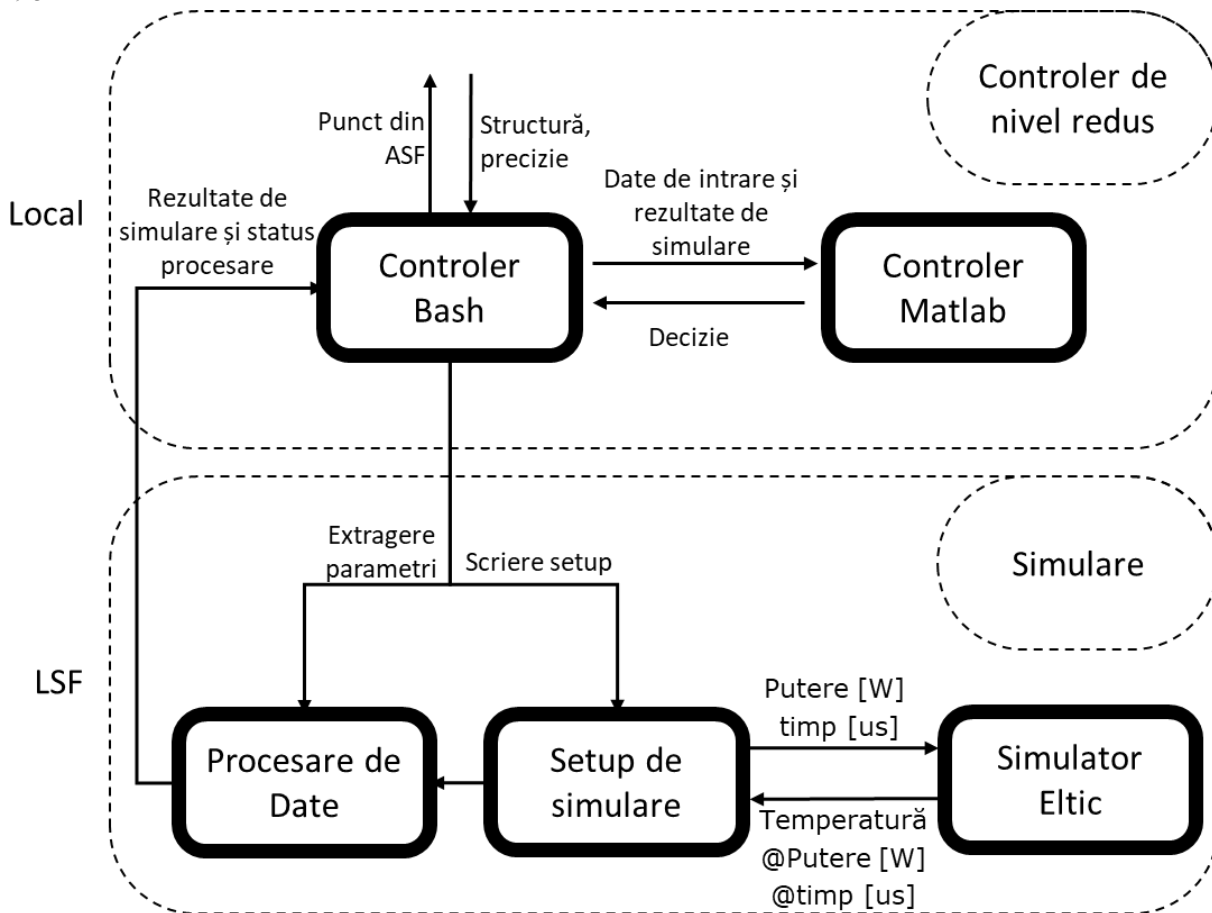 Controler de
nivel redus
Punct din
ASF
Structură,
precizie
Local
Rezultate de
simulare și status
procesare
Date de intrare și
rezultate de
simulare
Controler
Bash
Controler
Matlab
Decizie
Extragere
parametri
Scriere setup
Simulare
LSF
Putere [W]
timp [us]
Procesare de
Date
Setup de
simulare
Simulator
Eltic
Temperatură
@Putere [W]
@timp [us]